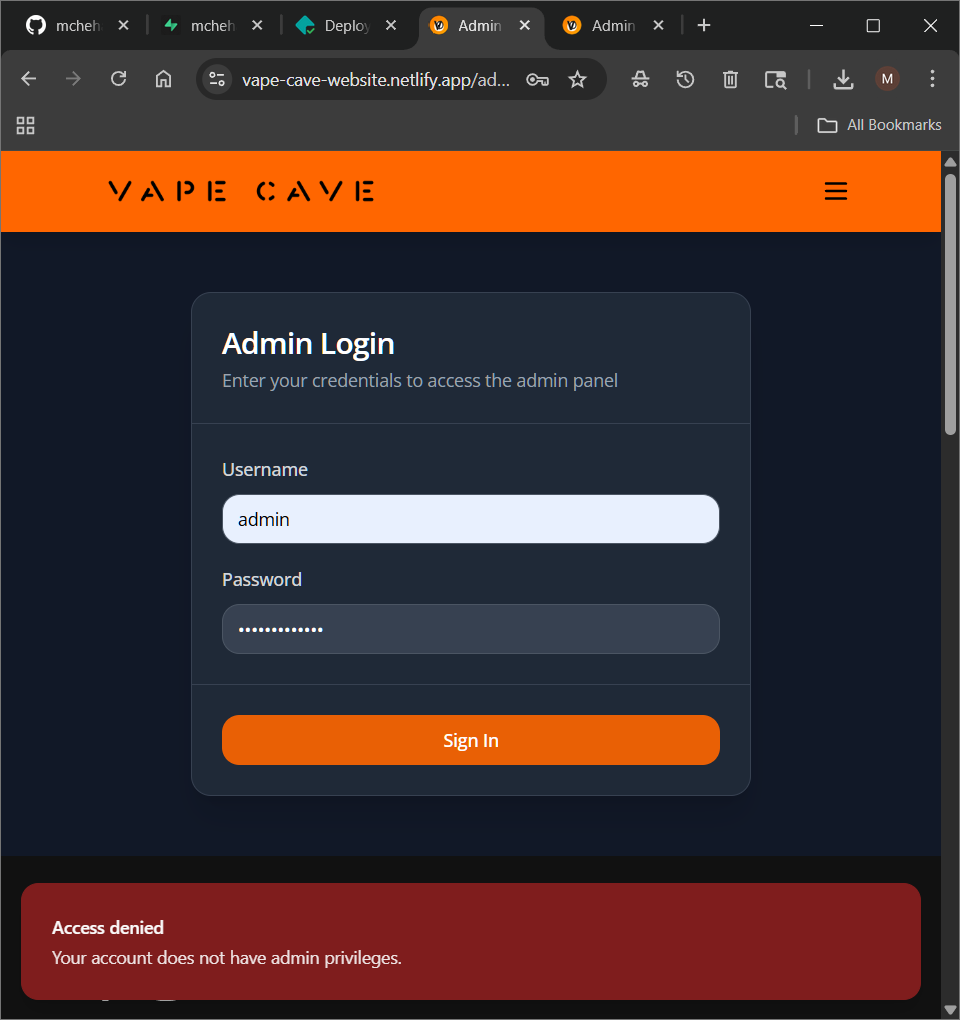 mcheh
mcheh
Deploy
Admin
Admin
vape-cave-website.netlify.app/ad...
M
All Bookmarks
VAPE CAVE
Admin Login
Enter your credentials to access the admin panel
Username
admin
Password
•••••••••••••
Sign In
Access denied
Your account does not have admin privileges.